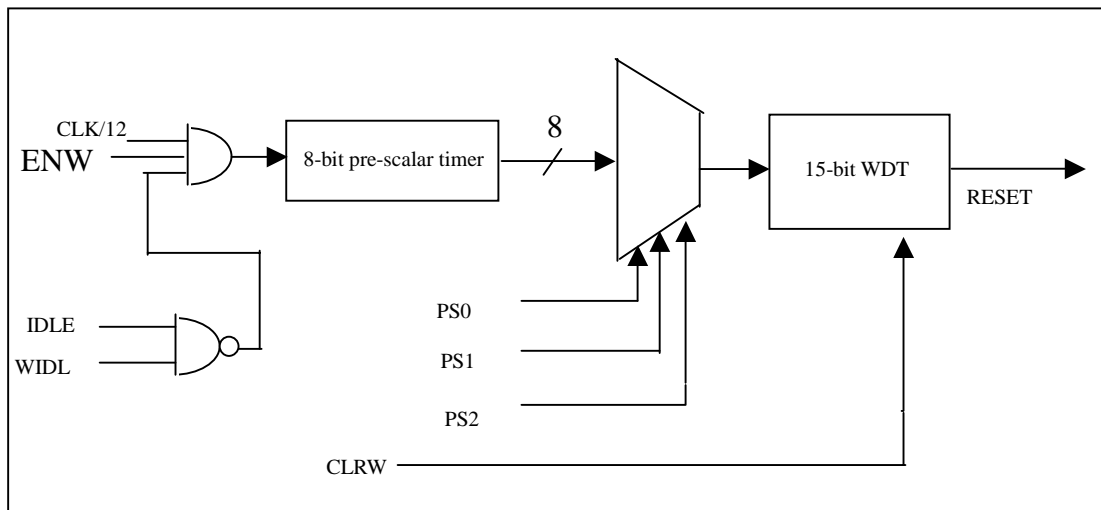 CLK/12
ENW
8-bit pre-scalar timer
8
15-bit WDT
RESET
IDLE
WIDL
PS0
PS1
PS2
CLRW